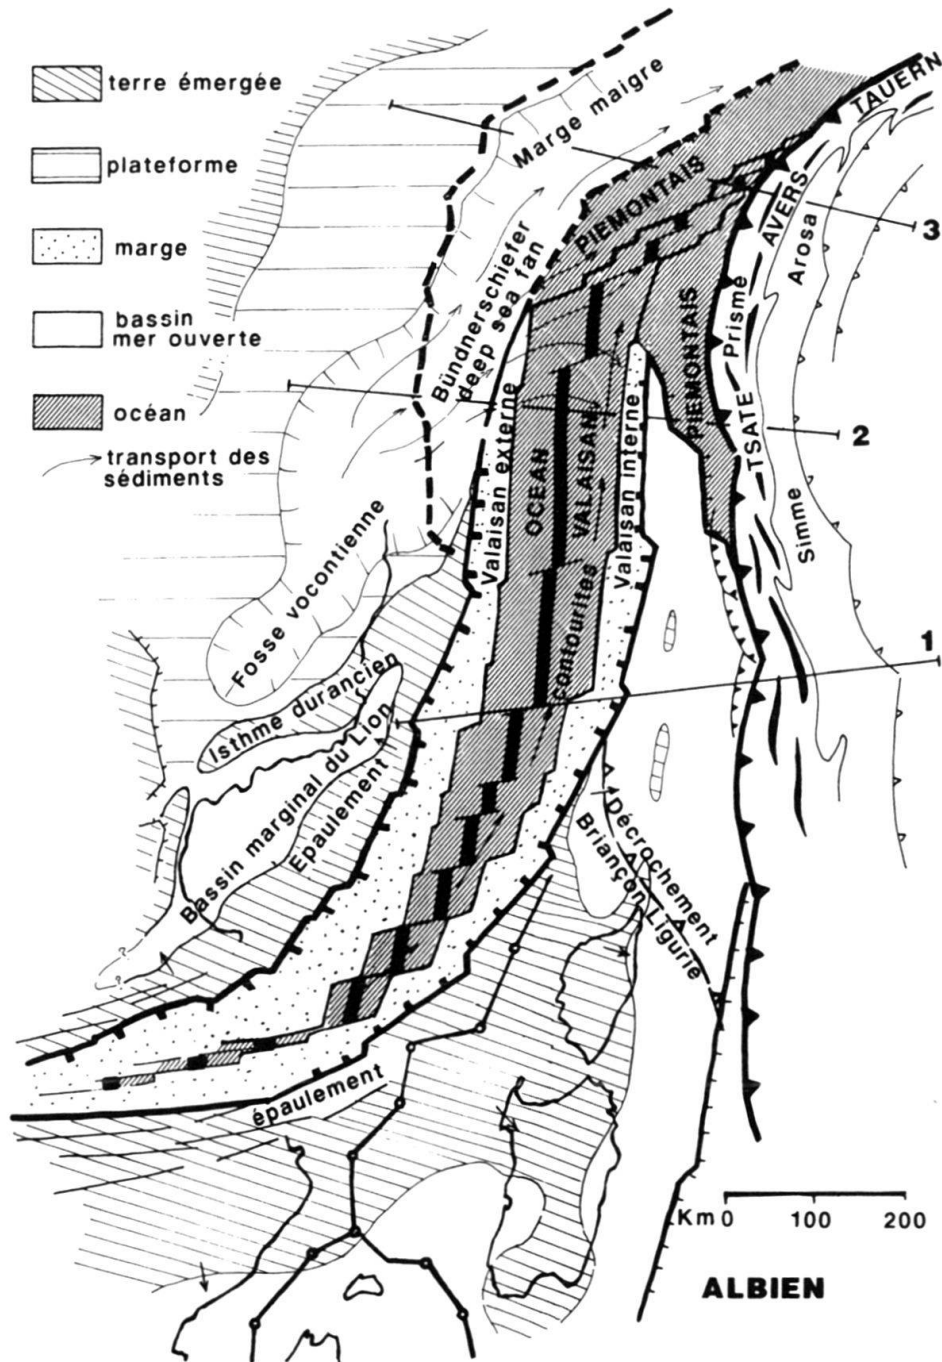 terre émergée
plateforme
marge
bassin
mer ouverte
océan
transport des
sédiments
Marge maigre
TAUERN
PIEMONTAIS
AVERS
Arosa
3
Bündnerschiefer
deep sea fan
Prisme
PIEMONTAIS
TSATE
2
Valaisan externe
OCEAN
VALAISAN
Valaisan interne
Simme
Fosse vocontienne
contourites
1
Isthme durancien
Bassin marginal du Lion
Epaulement
Décrochement
Briançon Ligurie
?
?
épaulement
Km 0 100 200
ALBIEN